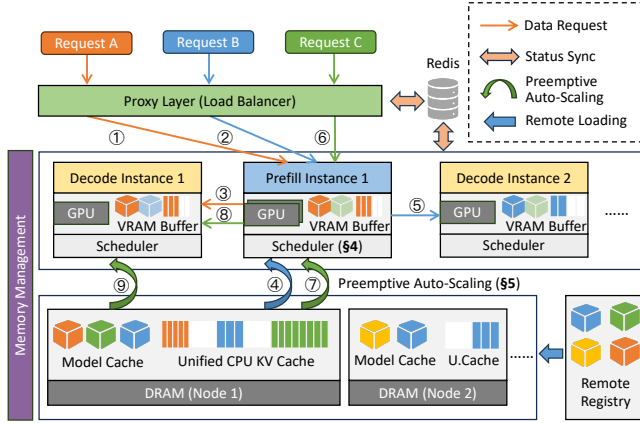 Request A
Request B
Request C
Redis
Data Request
Status Sync
Preemptive
Auto-Scaling
Remote Loading
Proxy Layer (Load Balancer)
①
②
⑥
Memory Management
Decode Instance 1
GPU
VRAM Buffer
Scheduler
③
⑧
Prefill Instance 1
GPU
VRAM Buffer
Scheduler (§4)
⑤
Decode Instance 2
GPU
VRAM Buffer
Scheduler
......
⑨
④
⑦
Preemptive Auto-Scaling (§5)
Model Cache
Unified CPU KV Cache
DRAM (Node 1)
Model Cache
U.Cache
DRAM (Node 2)
......
Remote
Registry